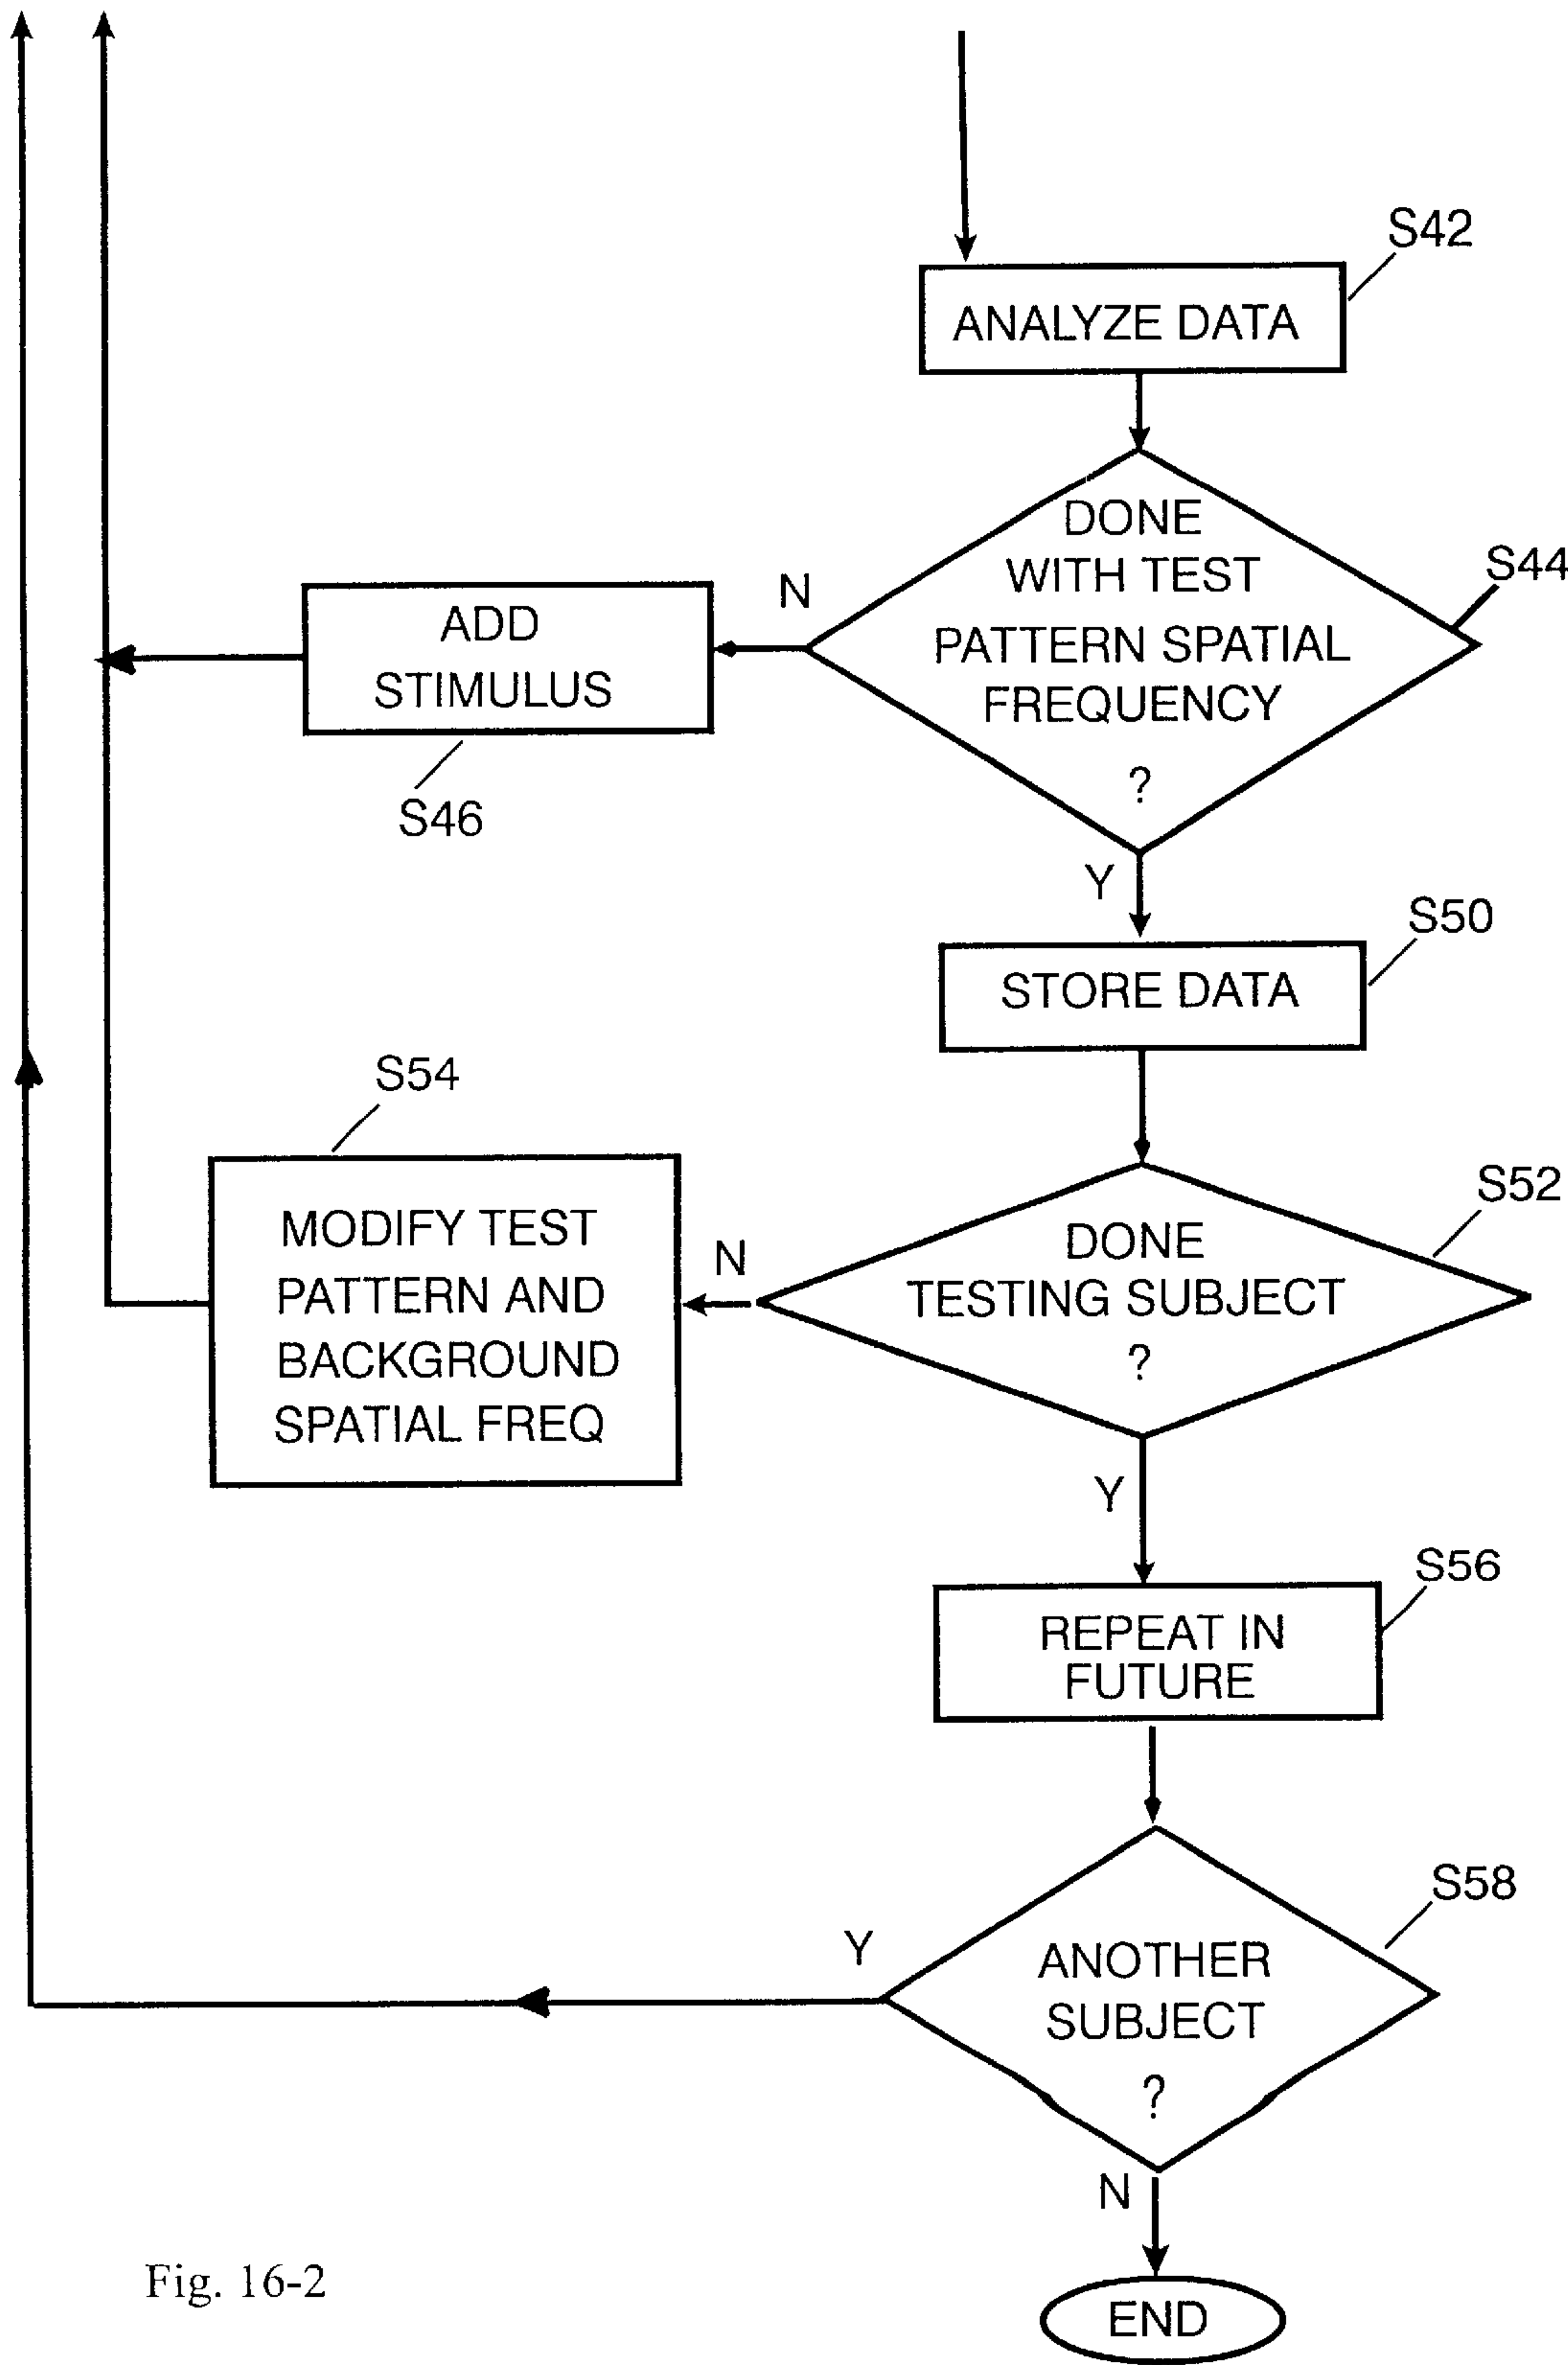 S42
ANALYZE DATA
DONE
WITH TEST
PATTERN SPATIAL
FREQUENCY
?
S44
N
ADD
STIMULUS
S46
Y
S50
STORE DATA
S54
MODIFY TEST
PATTERN AND
BACKGROUND
SPATIAL FREQ
N
S52
DONE
TESTING SUBJECT
?
Y
S56
REPEAT IN
FUTURE
S58
Y
ANOTHER
SUBJECT
?
N
END
Fig. 16-2